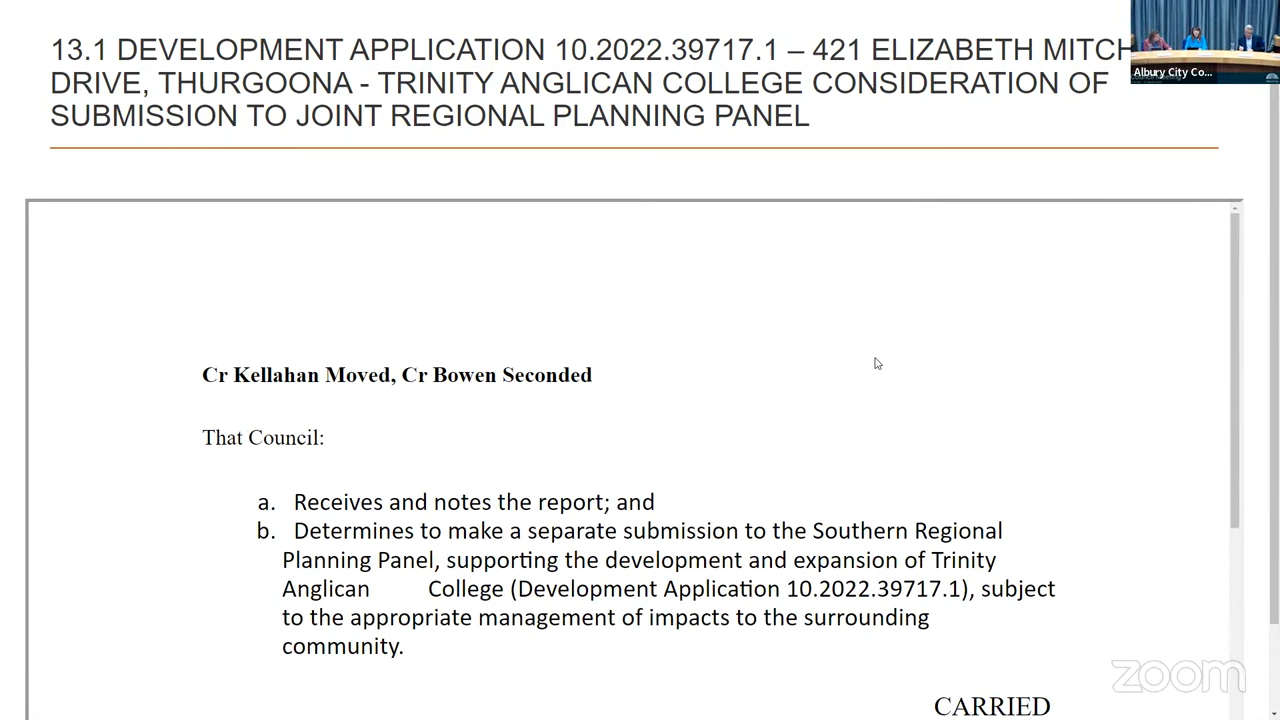 13.1 DEVELOPMENT APPLICATION 10.2022.39717.1 – 421 ELIZABETH MITCH
DRIVE, THURGOONA - TRINITY ANGLICAN COLLEGE CONSIDERATION OF
SUBMISSION TO JOINT REGIONAL PLANNING PANEL
Albury City Co...
Cr Kellahan Moved, Cr Bowen Seconded
That Council:
a. Receives and notes the report; and
b. Determines to make a separate submission to the Southern Regional
Planning Panel, supporting the development and expansion of Trinity
Anglican College (Development Application 10.2022.39717.1), subject
to the appropriate management of impacts to the surrounding
community.
CARRIED
zoom